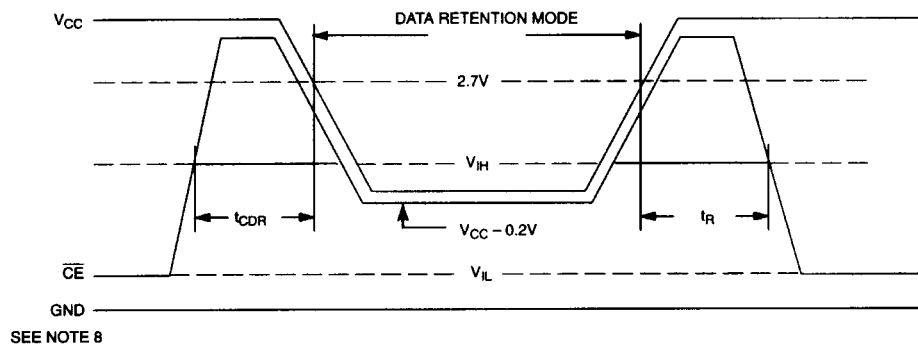 DATA RETENTION MODE
VCC
2.7V
VIH
tCDR
tR
VCC – 0.2V
CE
VIL
GND
SEE NOTE 8